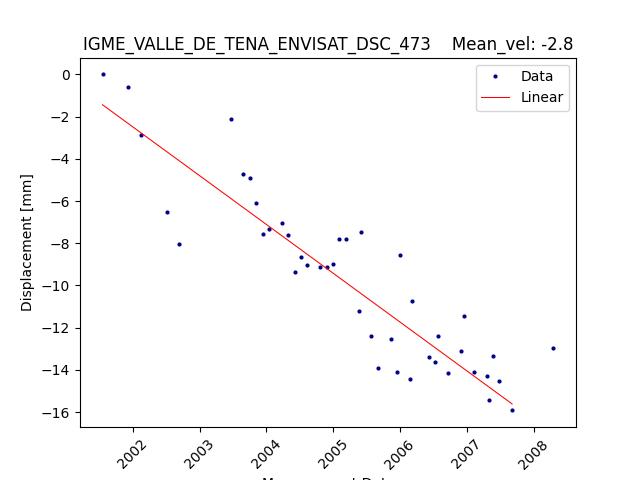 IGME_VALLE_DE_TENA_ENVISAT_DSC_473    Mean_vel: -2.8
Data
Linear
Displacement [mm]
0
−2
−4
−6
−8
−10
−12
−14
−16
2002 2003 2004 2005 2006 2007 2008